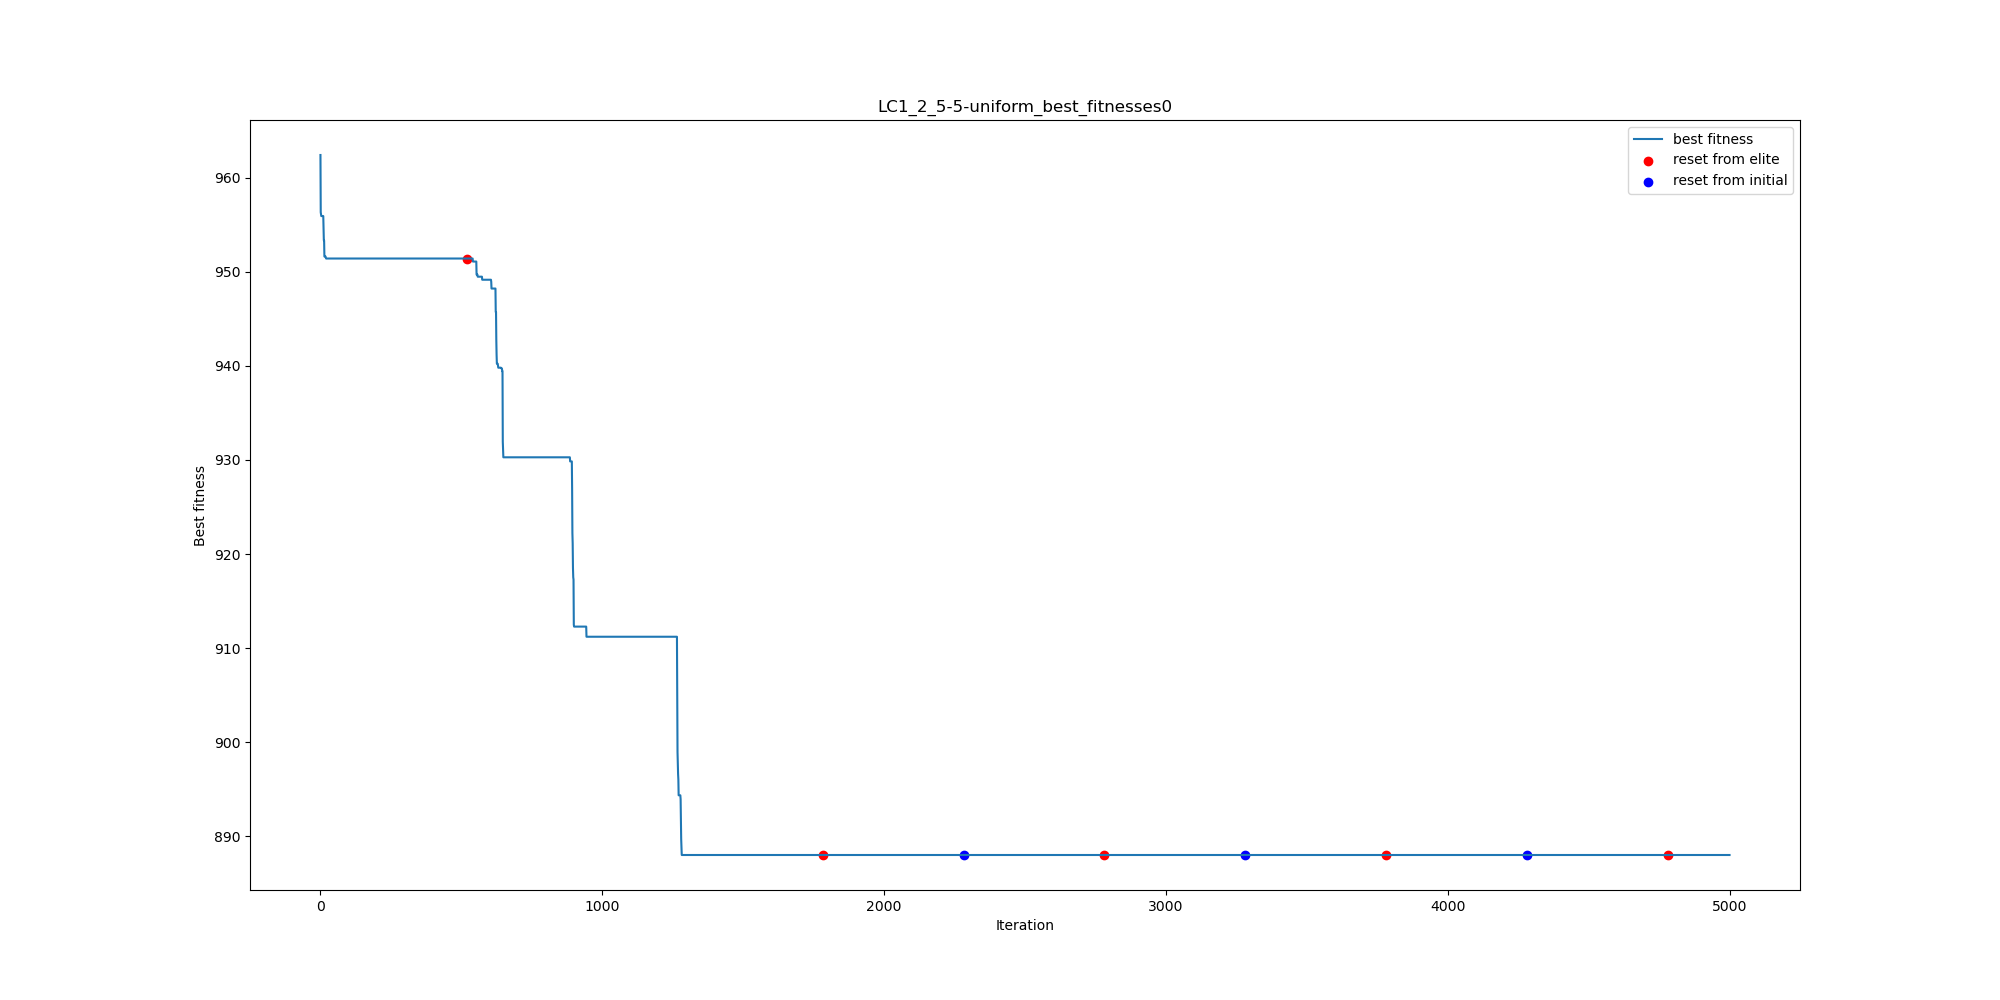 LC1_2_5-5-uniform_best_fitnesses0
best fitness
reset from elite
reset from initial
960
950
940
930
920
910
900
890
Best fitness
0
1000
2000
3000
4000
5000
Iteration